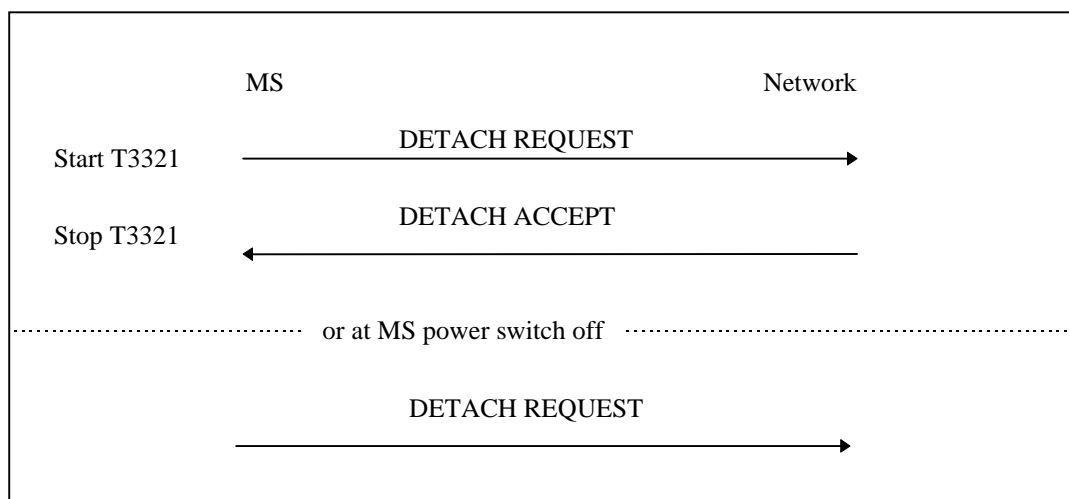 MS Network
Start T3321 DETACH REQUEST
Stop T3321 DETACH ACCEPT
or at MS power switch off
DETACH REQUEST